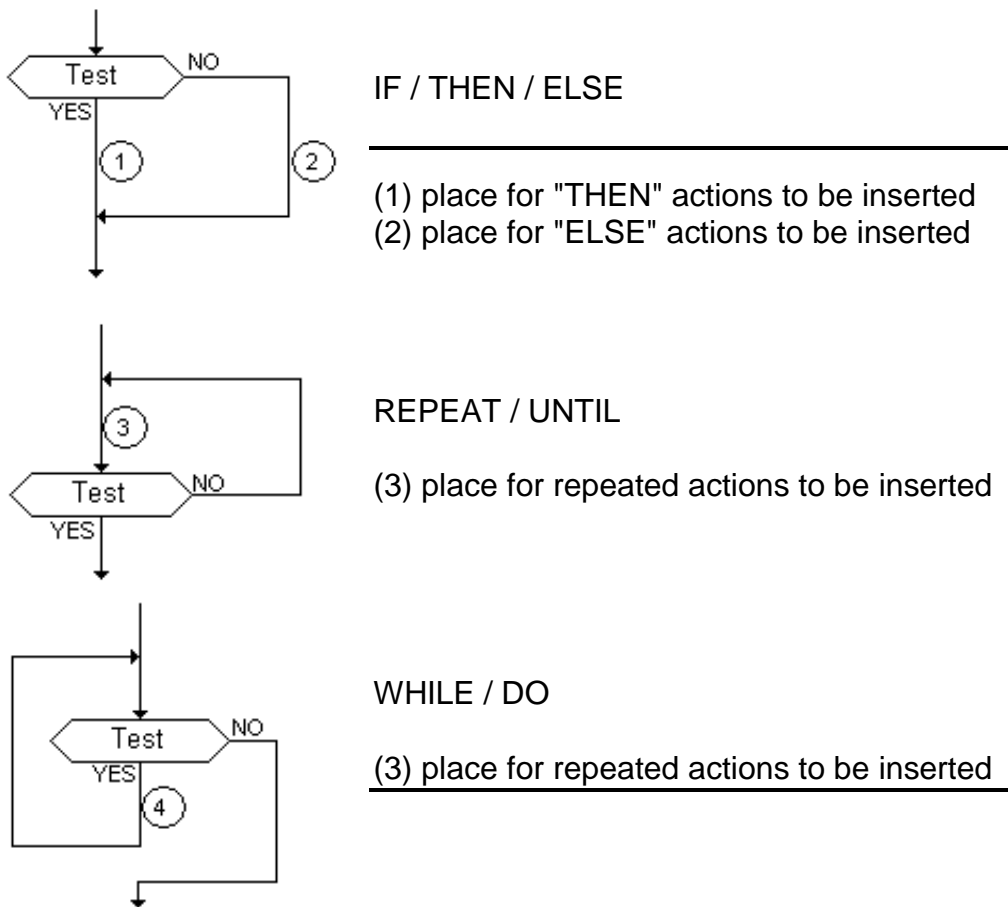 NO
Test
YES
1
2
IF / THEN / ELSE
(1) place for "THEN" actions to be inserted
(2) place for "ELSE" actions to be inserted
3
Test
NO
YES
REPEAT / UNTIL
(3) place for repeated actions to be inserted
NO
Test
YES
4
WHILE / DO
(3) place for repeated actions to be inserted